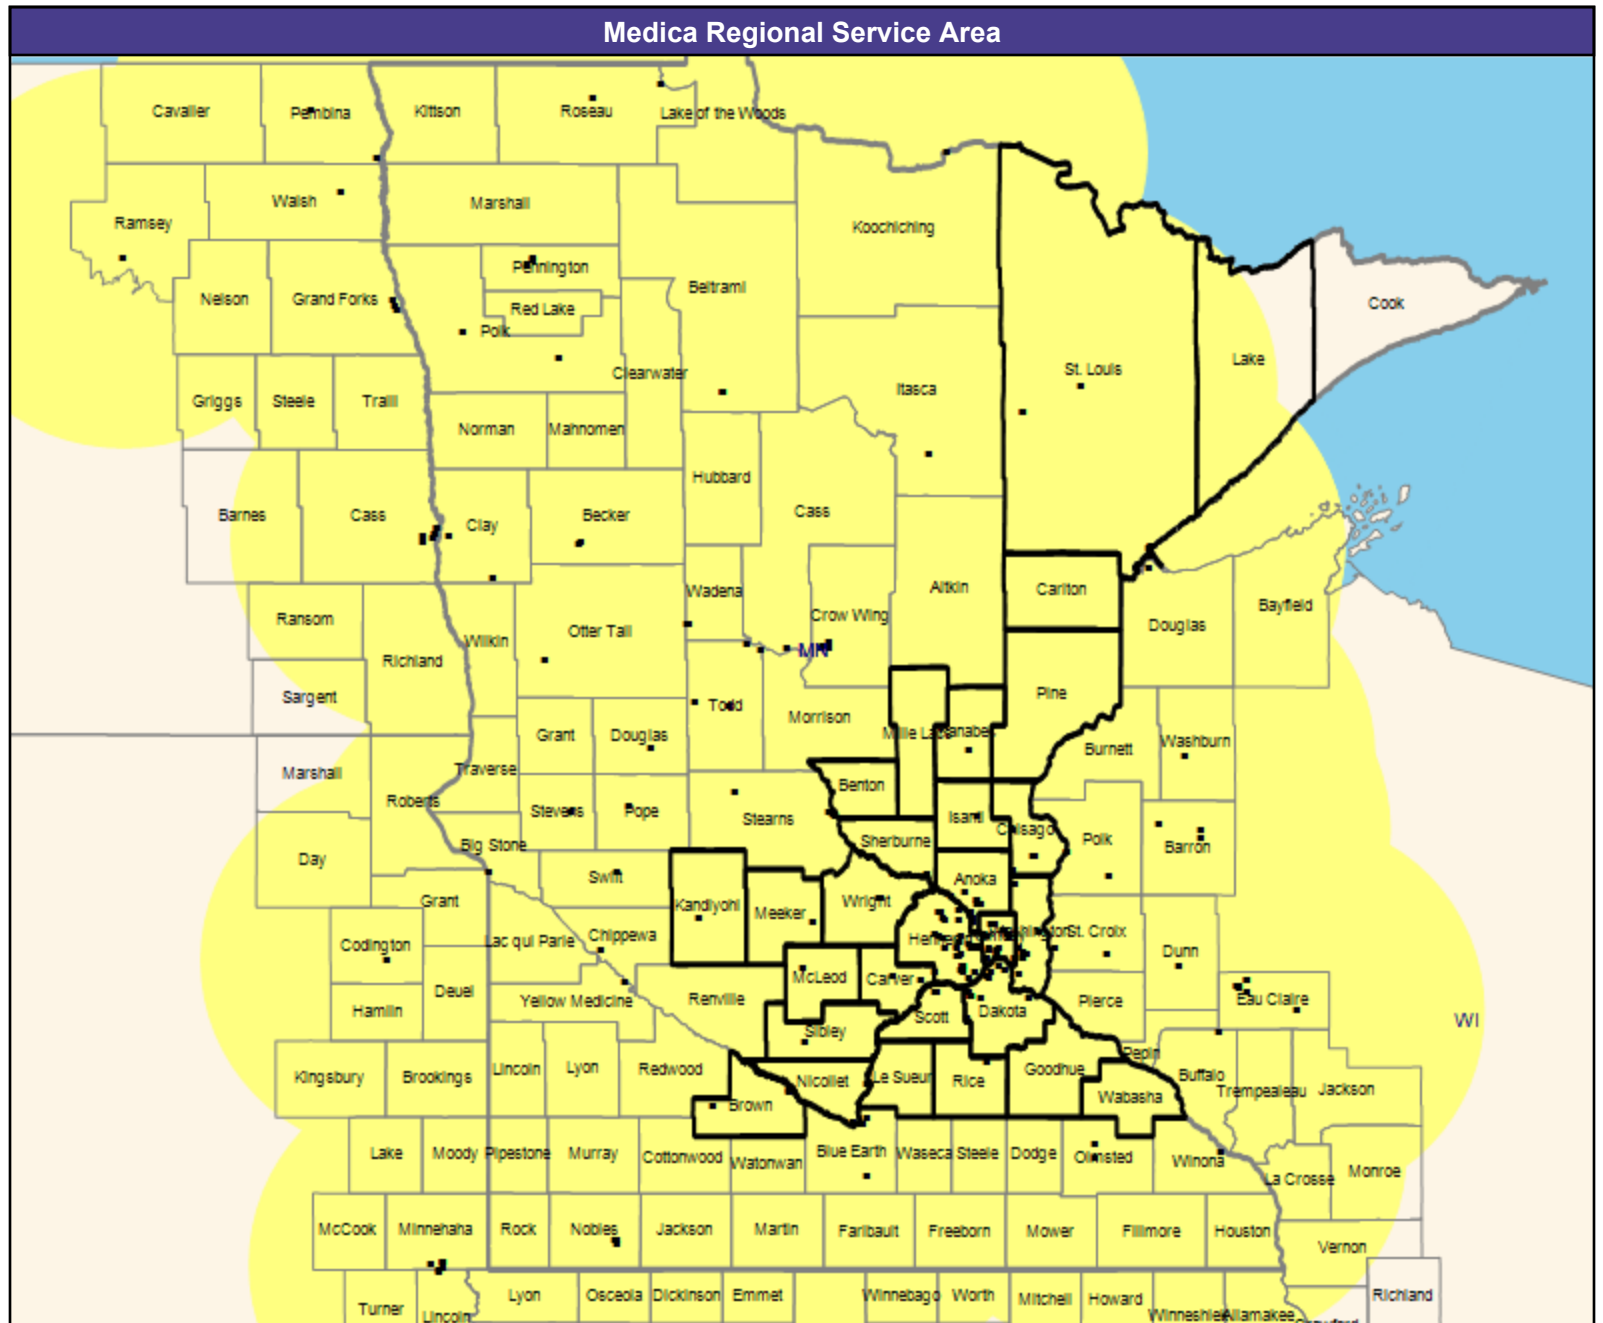 Medica Regional Service Area
Cavalier
Pembina
Kittson
Roseau
Lake of the Woods
Walsh
Marshall
Ramsey
Koochiching
Pennington
Beltrami
Nelson
Grand Forks
Red Lake
Polk
Cook
Lake
St. Louis
Clearwater
Itasca
Griggs
Steele
Traill
Norman
Mahnomen
Hubbard
Barnes
Cass
Clay
Becker
Cass
Wadena
Aitkin
Carlton
Bayfield
Ransom
Crow Wing
Douglas
Otter Tail
Wilkin
MN
Richland
Sargent
Pine
Todd
Morrison
Grant
Douglas
Mille Lacs
Kanabec
Burnett
Washburn
Marshall
Traverse
Benton
Roberts
Stevens
Pope
Stearns
Isanti
Chisago
Polk
Barron
Big Stone
Sherburne
Day
Swift
Anoka
Grant
Kandiyohi
Meeker
Wright
Codington
Lac qui Parle
Chippewa
Hennepin
Washington
St. Croix
Dunn
McLeod
Carver
Deuel
Yellow Medicine
Renville
Pierce
Eau Claire
Hamlin
Scott
Dakota
WI
Sibley
Pepin
Kingsbury
Brookings
Lincoln
Lyon
Redwood
Nicollet
Le Sueur
Rice
Goodhue
Buffalo
Trempealeau
Jackson
Brown
Wabasha
Lake
Moody
Pipestone
Murray
Cottonwood
Watonwan
Blue Earth
Waseca
Steele
Dodge
Olmsted
Winona
La Crosse
Monroe
McCook
Minnehaha
Rock
Nobles
Jackson
Martin
Faribault
Freeborn
Mower
Fillmore
Houston
Vernon
Turner
Lincoln
Lyon
Osceola
Dickinson
Emmet
Winnebago
Worth
Mitchell
Howard
Winneshiek
Allamakee
Richland